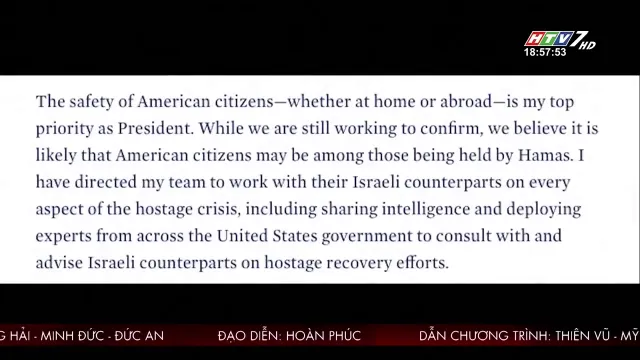 HTV7 HD
18:57:53
The safety of American citizens—whether at home or abroad—is my top
priority as President. While we are still working to confirm, we believe it is
likely that American citizens may be among those being held by Hamas. I
have directed my team to work with their Israeli counterparts on every
aspect of the hostage crisis, including sharing intelligence and deploying
experts from across the United States government to consult with and
advise Israeli counterparts on hostage recovery efforts.
G HẢI - MINH ĐỨC - ĐỨC AN ĐẠO DIỄN: HOÀN PHÚC DẪN CHƯƠNG TRÌNH: THIÊN VŨ - MỸ